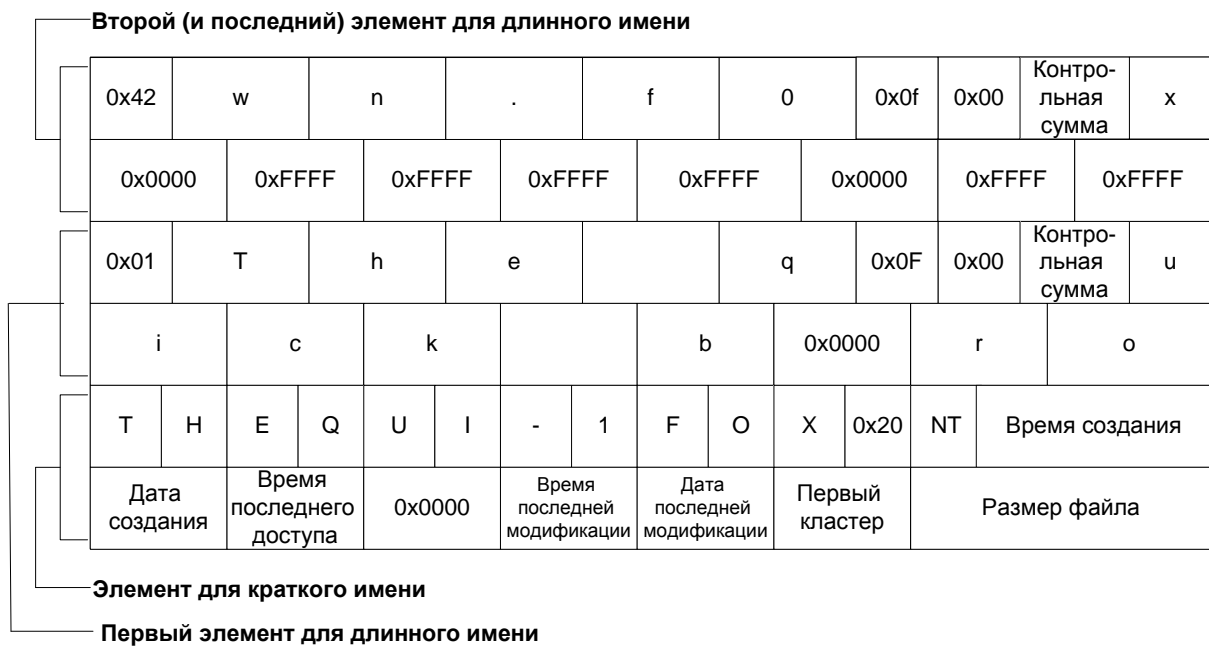 Второй (и последний) элемент для длинного имени
0x42 w n . f 0 0x0f 0x00 Контро-льная сумма x
0x0000 0xFFFF 0xFFFF 0xFFFF 0xFFFF 0x0000 0xFFFF 0xFFFF
0x01 T h e q 0x0F 0x00 Контро-льная сумма u
i c k b 0x0000 r o
T H E Q U I - 1 F O X 0x20 NT Время создания
Дата создания Время последнего доступа 0x0000 Время последней модификации Дата последней модификации Первый кластер Размер файла
Элемент для краткого имени
Первый элемент для длинного имени